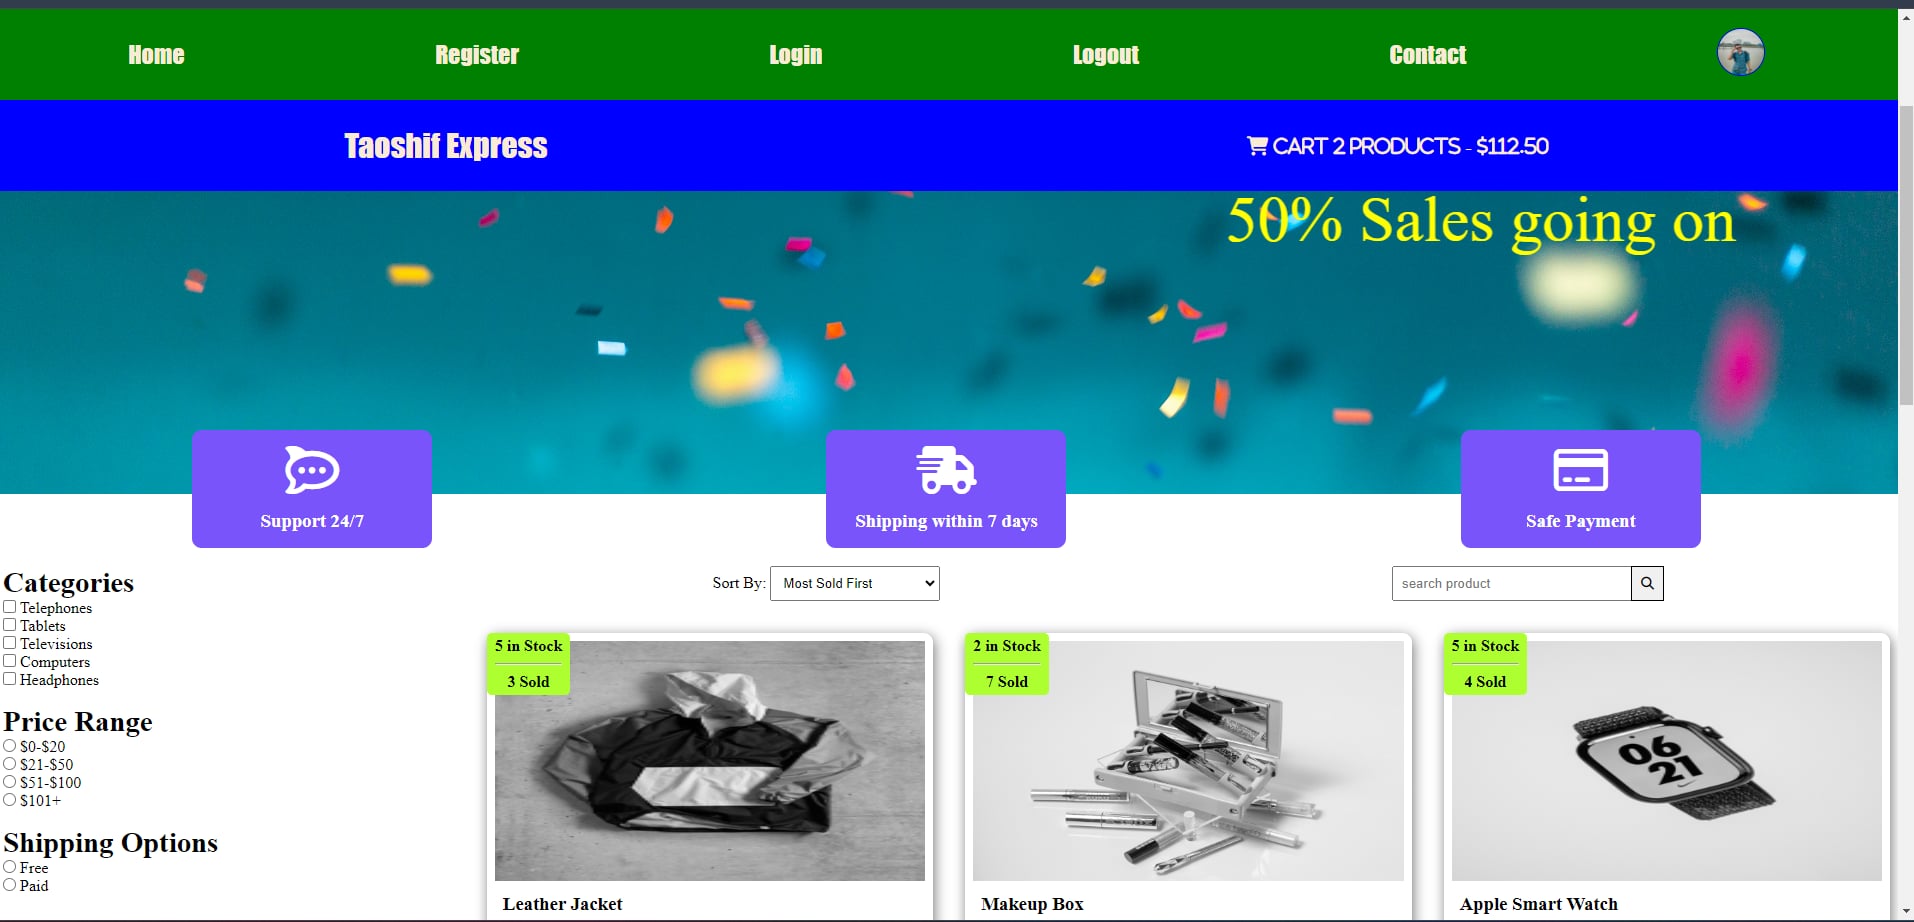 Home Register Login Logout Contact
Taoshif Express
CART 2 PRODUCTS - $112.50
50% Sales going on
Support 24/7
Shipping within 7 days
Safe Payment
Categories
Telephones
Tablets
Televisions
Computers
Headphones
Price Range
$0-$20
$21-$50
$51-$100
$101+
Shipping Options
Free
Paid
Sort By: Most Sold First
search product
5 in Stock
3 Sold
Leather Jacket
2 in Stock
7 Sold
Makeup Box
5 in Stock
4 Sold
06
21
Apple Smart Watch